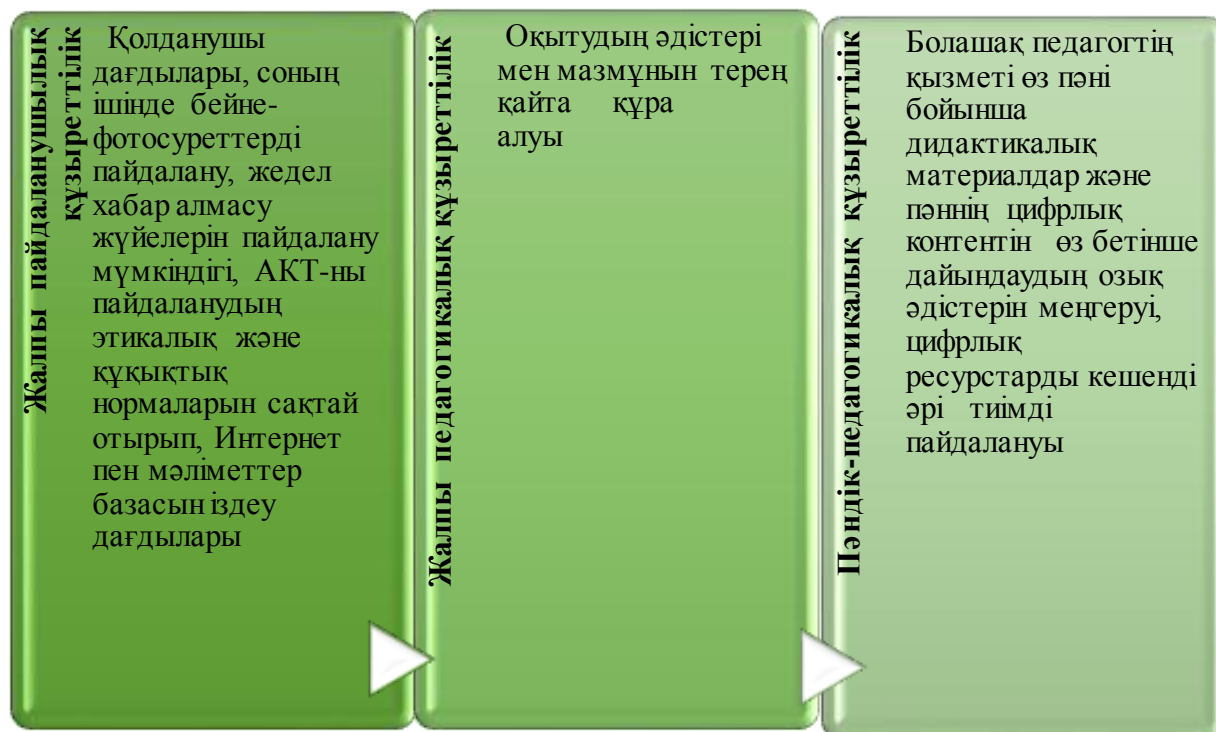 Жалпы пайдаланушылық
құзыреттілік
Қолданушы
дағдылары, соның
ішінде бейне-
фотосуреттерді
пайдалану, жедел
хабар алмасу
жүйелерін пайдалану
мүмкіндігі, АКТ-ны
пайдаланудың
этикалық және
құқықтық
нормаларын сақтай
отырып, Интернет
пен мәліметтер
базасын іздеу
дағдылары
Жалпы педагогикалық құзыреттілік
Оқытудың әдістері
мен мазмұнын терең
қайта құра
алуы
Пәндік-педагогикалық құзыреттілік
Болашақ педагогтің
қызметі өз пәні
бойынша
дидактикалық
материалдар және
пәннің цифрлық
контентін өз бетінше
дайындаудың озық
әдістерін меңгеруі,
цифрлық
ресурстарды кешенді
әрі тиімді
пайдалануы